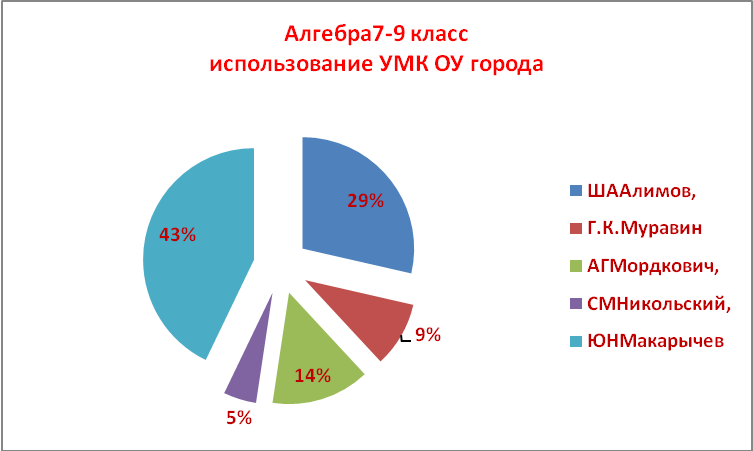 Алгебра7-9 класс
использование УМК ОУ города
29%
43%
9%
14%
5%
ШААлимов,
Г.К.Муравин
АГМордкович,
СМНикольский,
ЮНМакарычев